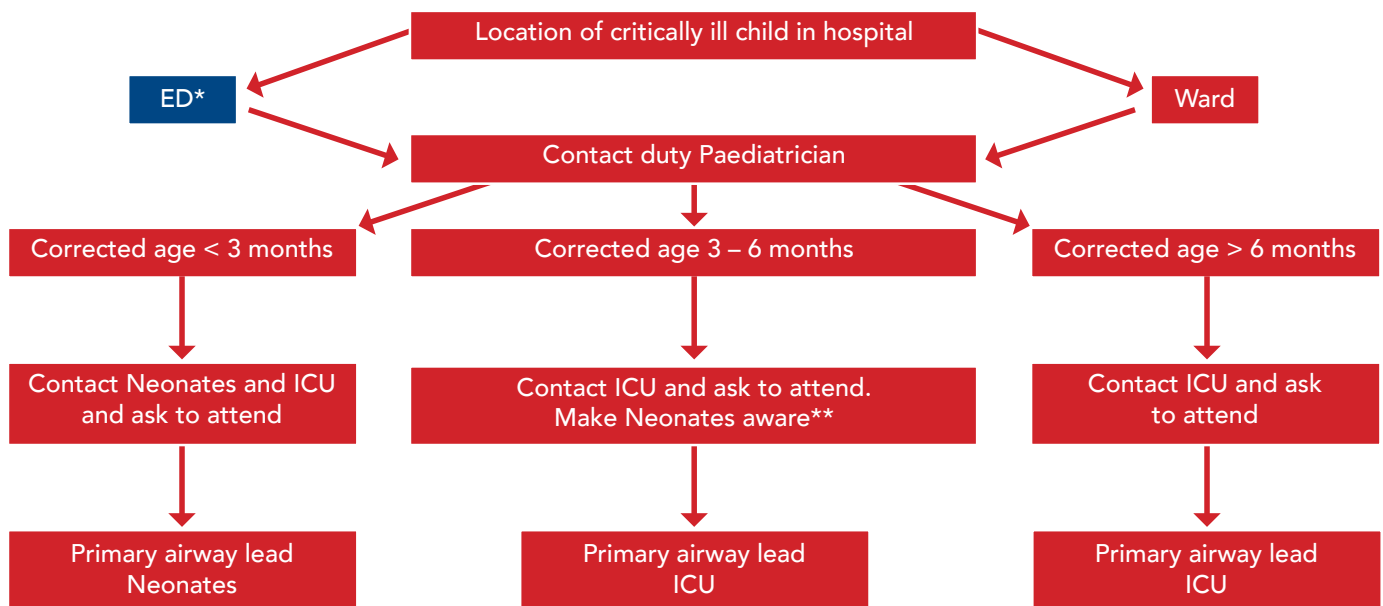 Location of critically ill child in hospital
ED*
Ward
Contact duty Paediatrician
Corrected age < 3 months
Corrected age 3 – 6 months
Corrected age > 6 months
Contact Neonates and ICU
and ask to attend
Contact ICU and ask to attend.
Make Neonates aware**
Contact ICU and ask
to attend
Primary airway lead
Neonates
Primary airway lead
ICU
Primary airway lead
ICU